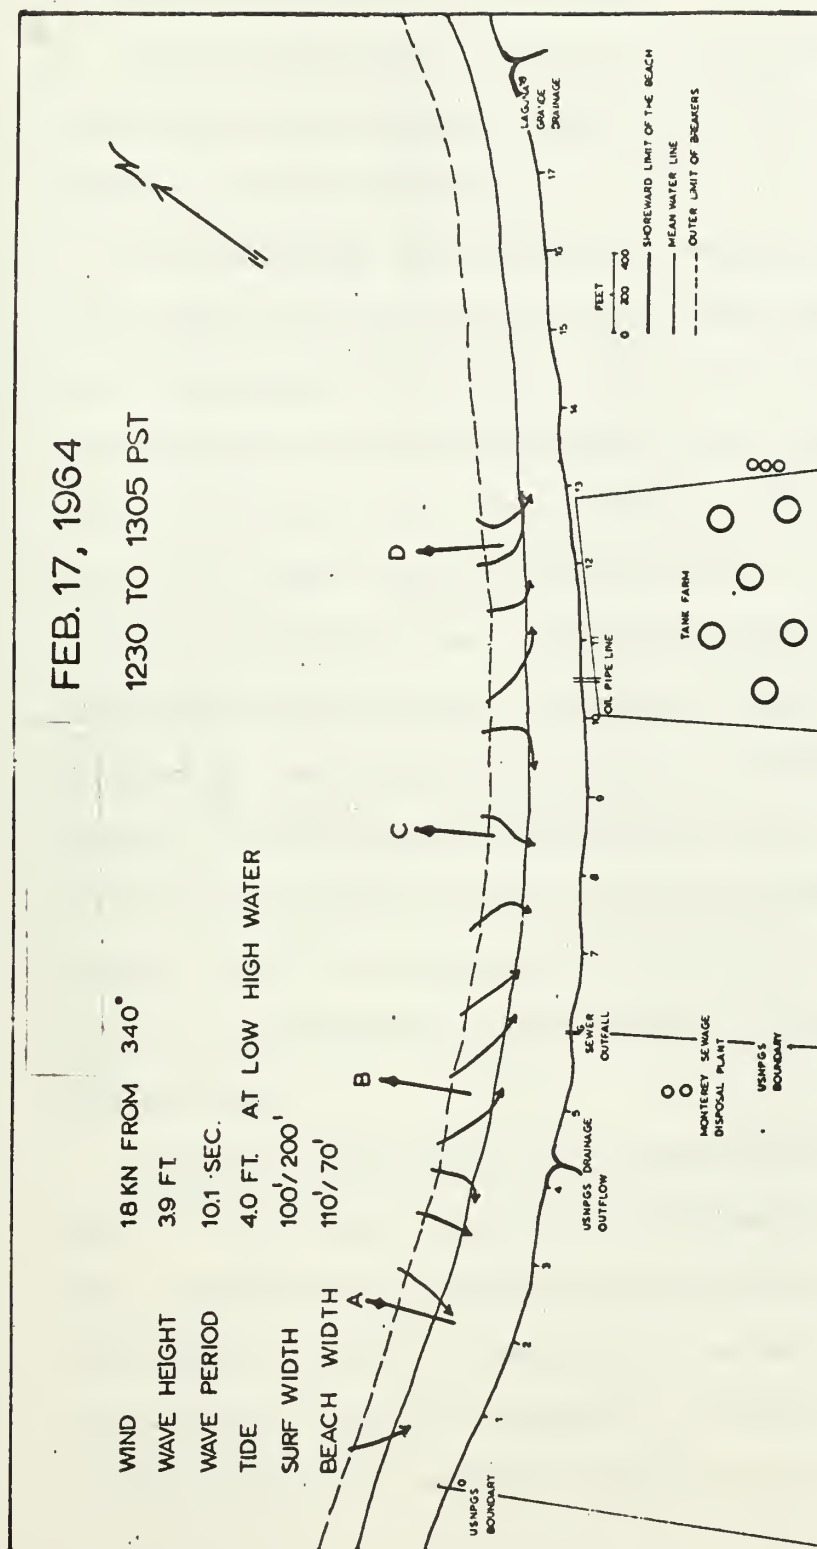 FEB. 17, 1964
1230 TO 1305 PST
WIND 18 KN FROM 340°
WAVE HEIGHT 3.9 FT.
WAVE PERIOD 10.1 SEC.
TIDE 4.0 FT. AT LOW HIGH WATER
SURF WIDTH 100'/200'
BEACH WIDTH 110'/70'
N
A
B
C
D
USNPGS
BOUNDARY
0
1
2
3
4
5
6
7
8
9
10
11
12
13
14
15
16
17
USNPGS DRAINAGE
OUTFLOW
SEWER
OUTFALL
OIL PIPE LINE
LAGUNA
GRANDE
DRAINAGE
MONTEREY SEWAGE
DISPOSAL PLANT
USNPGS
BOUNDARY
TANK FARM
FEET
0 200 400
SHOREWARD LIMIT OF THE BEACH
MEAN WATER LINE
OUTER LIMIT OF BREAKERS